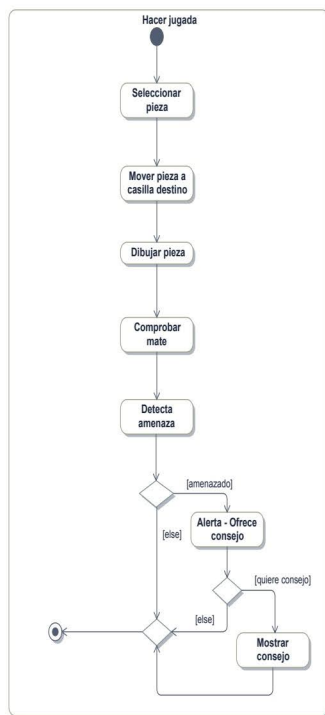 Hacer jugada
Seleccionar
pieza
Mover pieza a
casilla destino
Dibujar pieza
Comprobar
mate
Detecta
amenaza
[amenazado]
[else]
Alerta - Ofrece
consejo
[quiere consejo]
[else]
Mostrar
consejo